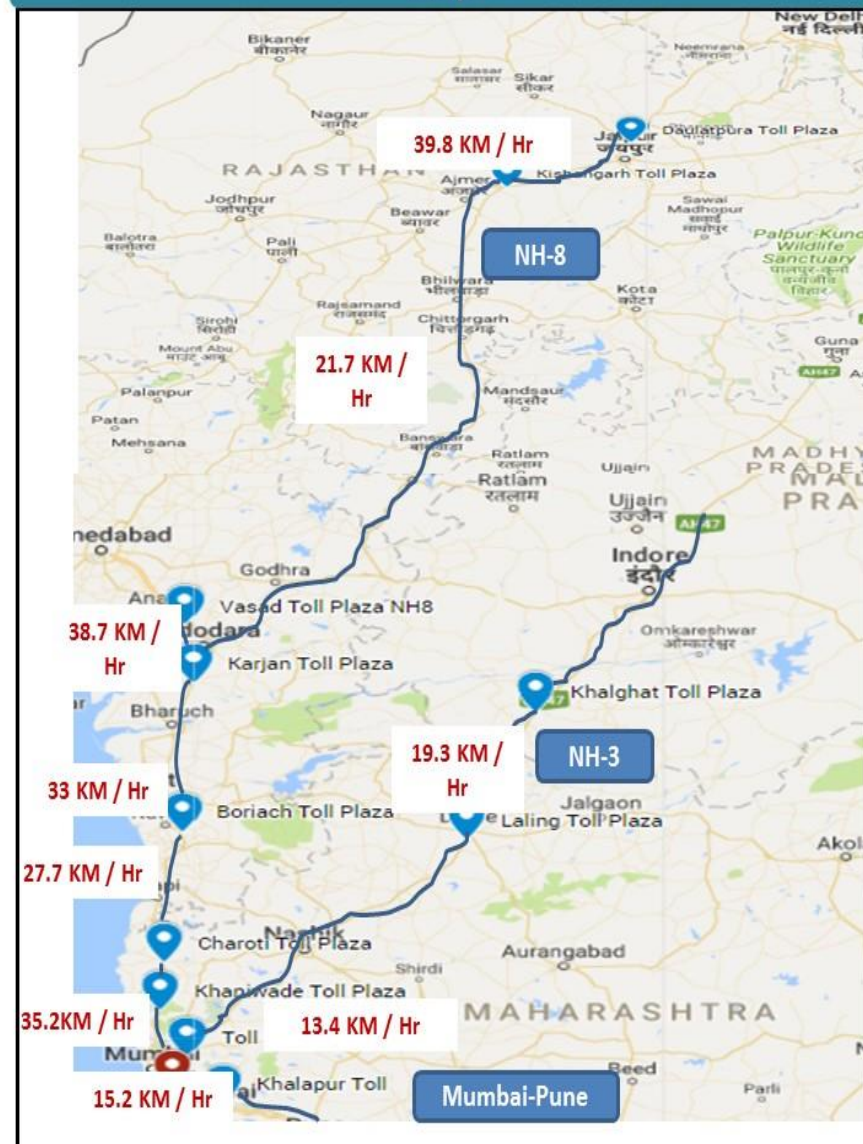 New Delh
नई दिल्ली
Bikaner
बीकानेर
Neemrana
Salasar
Sikar
सीकर
Nagaur
नागौर
39.8 KM / Hr
Daulatpura Toll Plaza
जयपुर
RAJASTHAN
Ajmer
Kishangarh Toll Plaza
Jodhpur
जोधपुर
Beawar
ब्यावर
Sawai
Madhopur
सवाई
माधोपुर
Balotra
बालोतरा
Pali
पाली
NH-8
Palpur-Kuno
Wildlife
Sanctuary
Bhilwara
भीलवाड़ा
Kota
कोटा
Rajsamand
राजसमंद
Sirohi
सिरोही
Chittorgarh
चित्तौड़गढ़
Mount Abu
माउंट आबू
Guna
गुना
21.7 KM /
Hr
AH47
Palanpur
Mandsaur
मंदसौर
Patan
Mehsana
Banswara
Ratlam
रतलाम
Ratlam
रतलाम
Ujjain
MADHY
PRADE
MAL
PRA
Ujjain
उज्जैन
AH47
nedabad
Godhra
Indore
इंदौर
Ana
Vasad Toll Plaza NH8
38.7 KM /
Hr
dodara
Omkareshwar
ओंकारेश्वर
Karjan Toll Plaza
Khalghat Toll Plaza
Bharuch
19.3 KM /
Hr
NH-3
33 KM / Hr
Boriach Toll Plaza
Jalgaon
Laling Toll Plaza
Akol
27.7 KM / Hr
Nashik
Charoti Toll Plaza
Aurangabad
Shirdi
Khaniwade Toll Plaza
MAHARASHTRA
35.2KM / Hr
Toll
13.4 KM / Hr
Mumbai
Khalapur Toll
Beed
Parli
15.2 KM / Hr
Mumbai-Pune